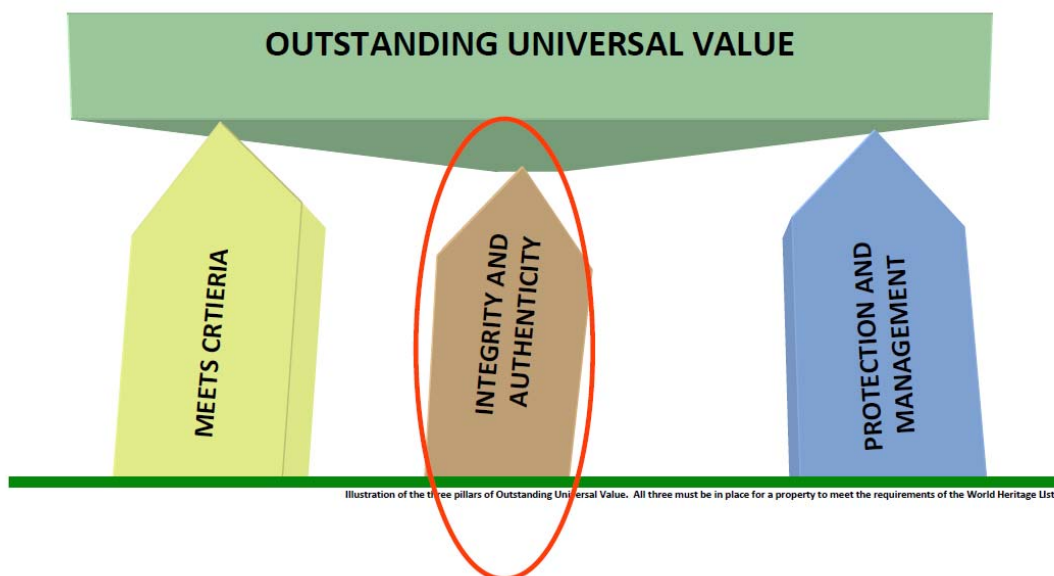 OUTSTANDING UNIVERSAL VALUE
MEETS CRTIERIA
INTEGRITY AND
AUTHENTICITY
PROTECTION AND
MANAGEMENT
Illustration of the three pillars of Outstanding Universal Value. All three must be in place for a property to meet the requirements of the World Heritage LIst